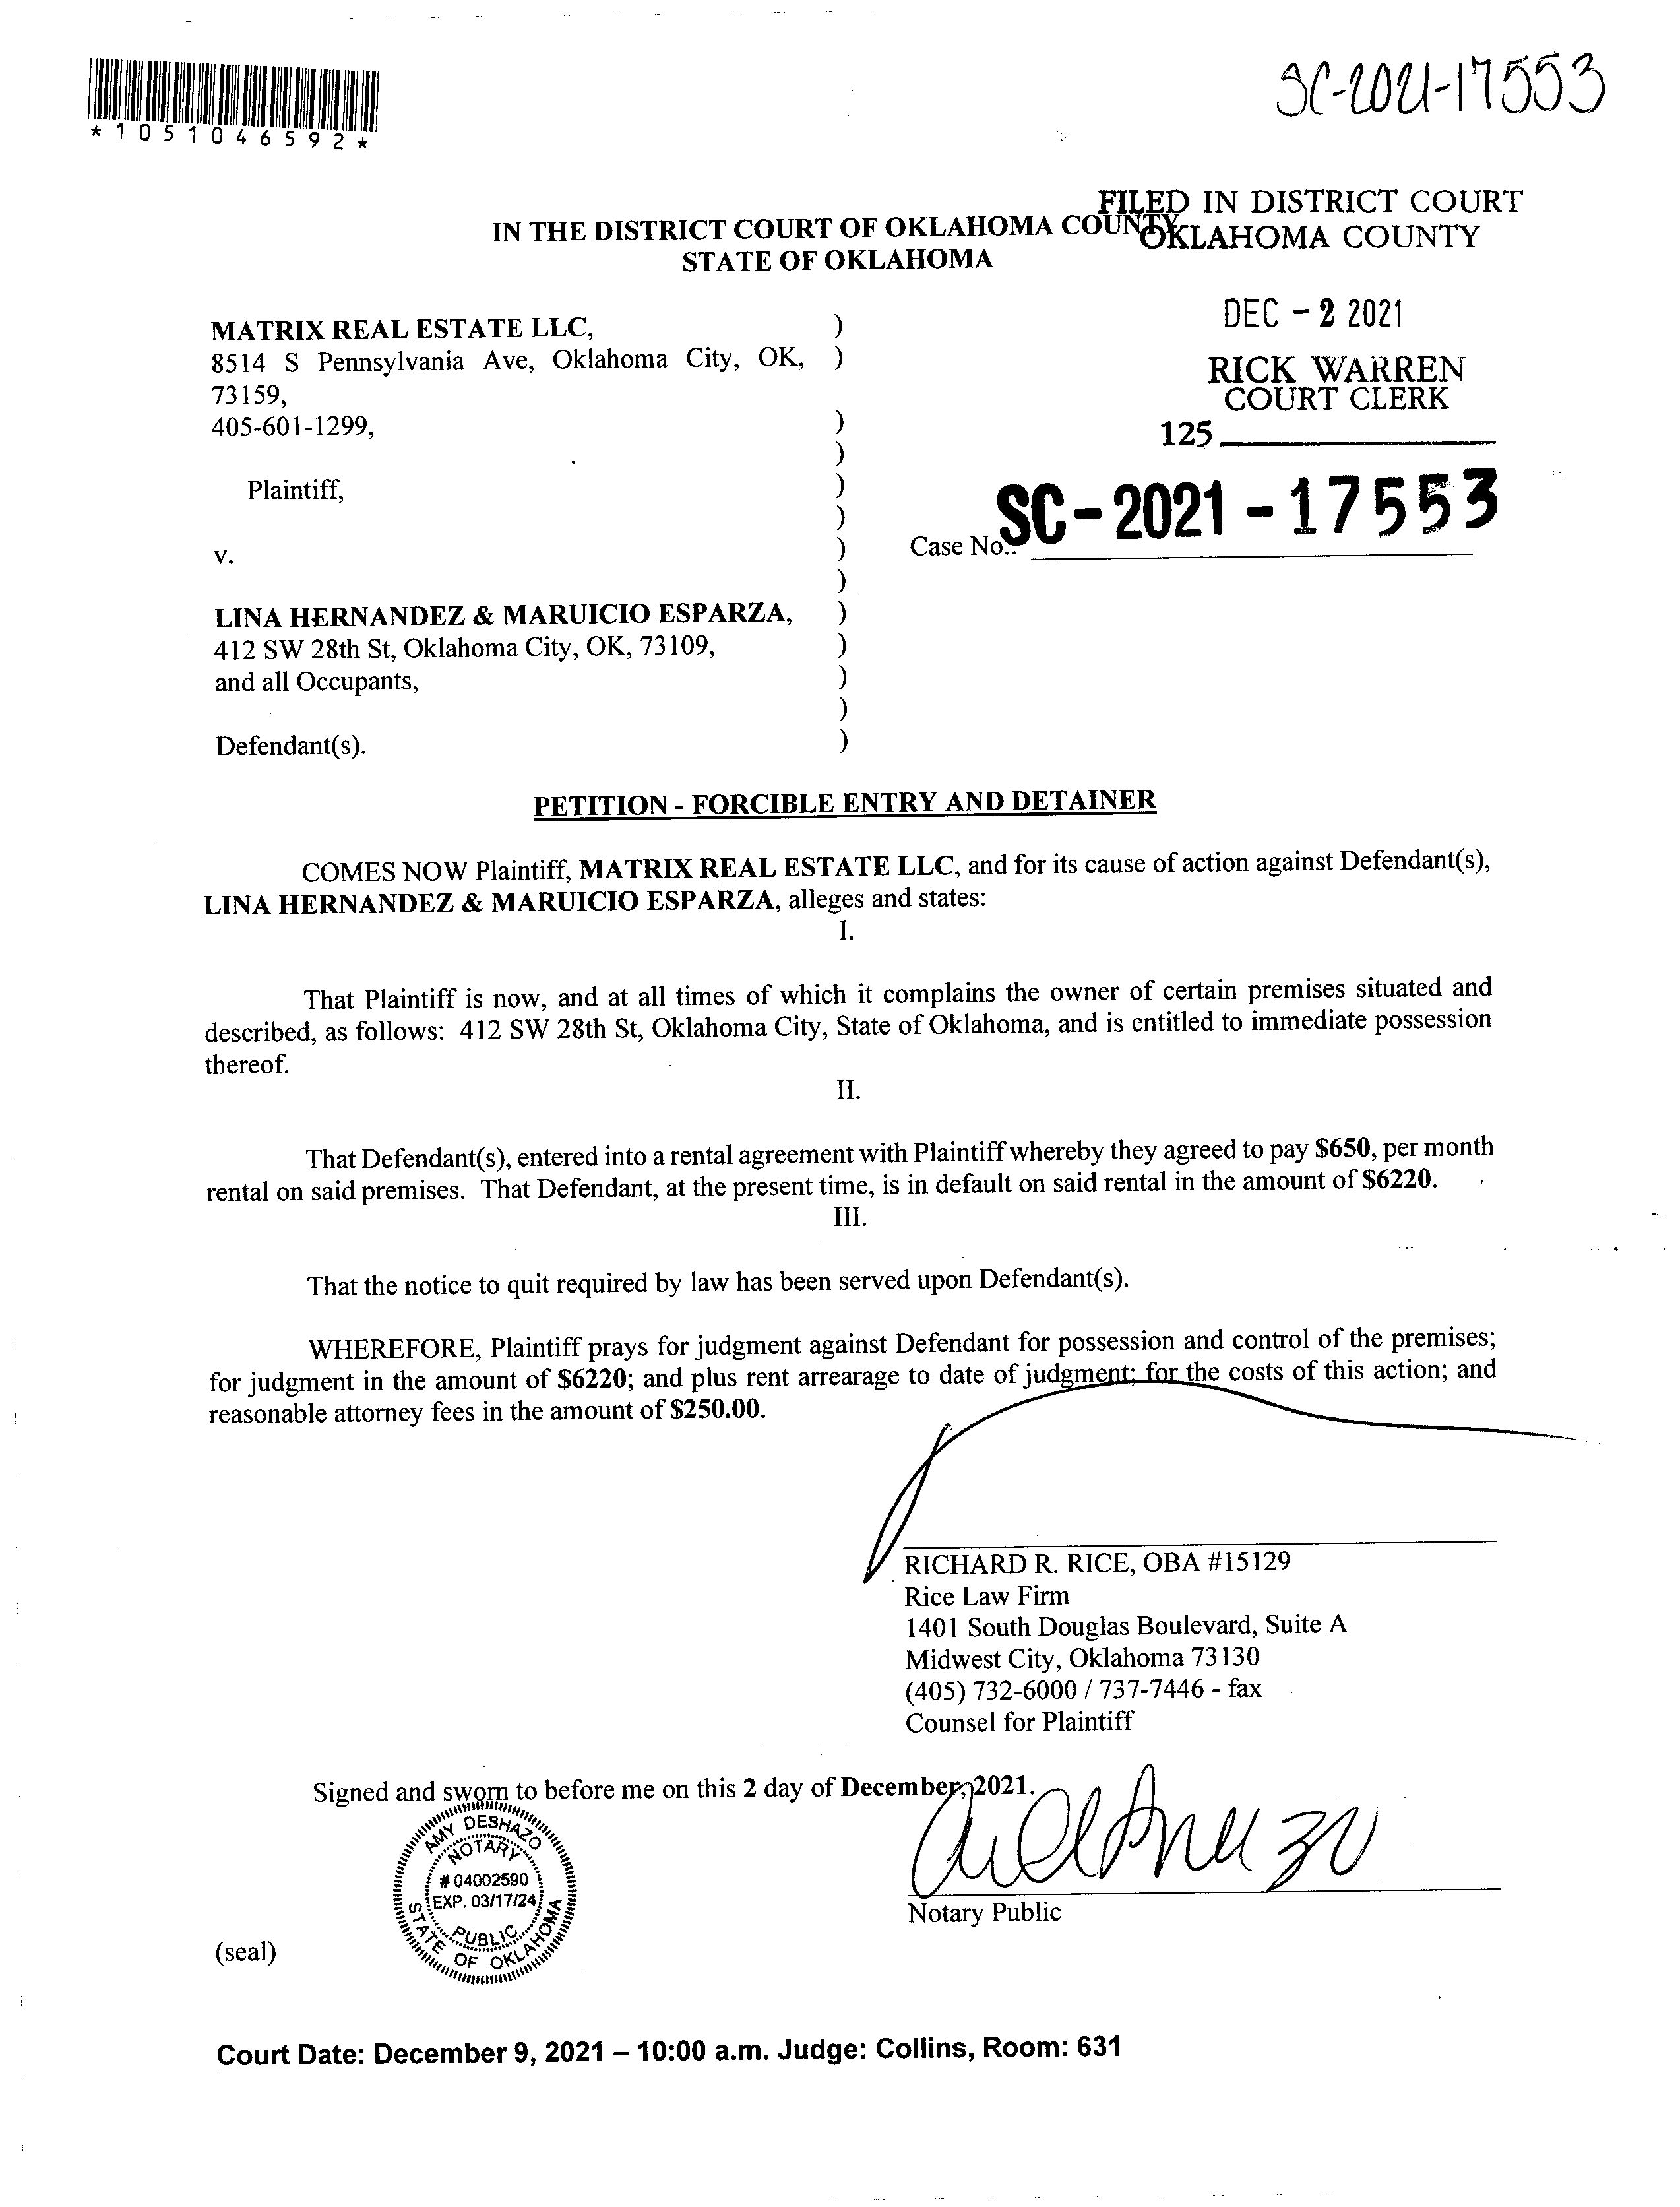 *1051046592*
SC-2021-17553
FILED IN DISTRICT COURT
OKLAHOMA COUNTY
IN THE DISTRICT COURT OF OKLAHOMA COUNTY
STATE OF OKLAHOMA
DEC - 2 2021
RICK WARREN
COURT CLERK
125
MATRIX REAL ESTATE LLC, )
8514 S Pennsylvania Ave, Oklahoma City, OK, )
73159,
405-601-1299, )
)
Plaintiff, )
)
v. )
Case No.: SC-2021-17553
)
LINA HERNANDEZ & MARUICIO ESPARZA, )
412 SW 28th St, Oklahoma City, OK, 73109, )
and all Occupants, )
)
Defendant(s). )
PETITION - FORCIBLE ENTRY AND DETAINER
COMES NOW Plaintiff, MATRIX REAL ESTATE LLC, and for its cause of action against Defendant(s),
LINA HERNANDEZ & MARUICIO ESPARZA, alleges and states:
I.
That Plaintiff is now, and at all times of which it complains the owner of certain premises situated and
described, as follows: 412 SW 28th St, Oklahoma City, State of Oklahoma, and is entitled to immediate possession
thereof.
II.
That Defendant(s), entered into a rental agreement with Plaintiff whereby they agreed to pay $650, per month
rental on said premises. That Defendant, at the present time, is in default on said rental in the amount of $6220.
III.
That the notice to quit required by law has been served upon Defendant(s).
WHEREFORE, Plaintiff prays for judgment against Defendant for possession and control of the premises;
for judgment in the amount of $6220; and plus rent arrearage to date of judgment; for the costs of this action; and
reasonable attorney fees in the amount of $250.00.
RICHARD R. RICE, OBA #15129
Rice Law Firm
1401 South Douglas Boulevard, Suite A
Midwest City, Oklahoma 73130
(405) 732-6000 / 737-7446 - fax
Counsel for Plaintiff
Signed and sworn to before me on this 2 day of December, 2021.
AMY DESHAZO
NOTARY
# 04002590
EXP. 03/17/24
PUBLIC
STATE OF OKLAHOMA
Notary Public
(seal)
Court Date: December 9, 2021 – 10:00 a.m. Judge: Collins, Room: 631